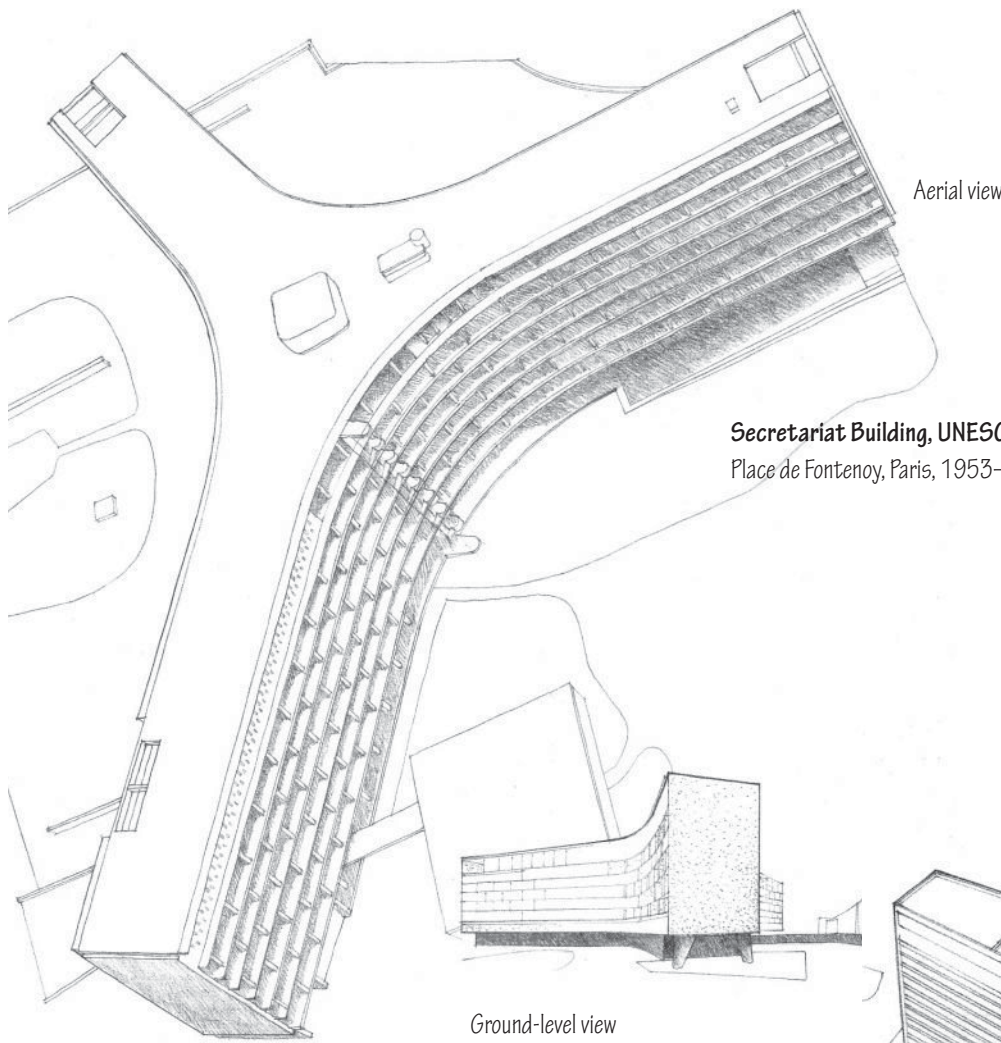 Aerial view
Secretariat Building, UNESC
Place de Fontenoy, Paris, 1953–
Ground-level view